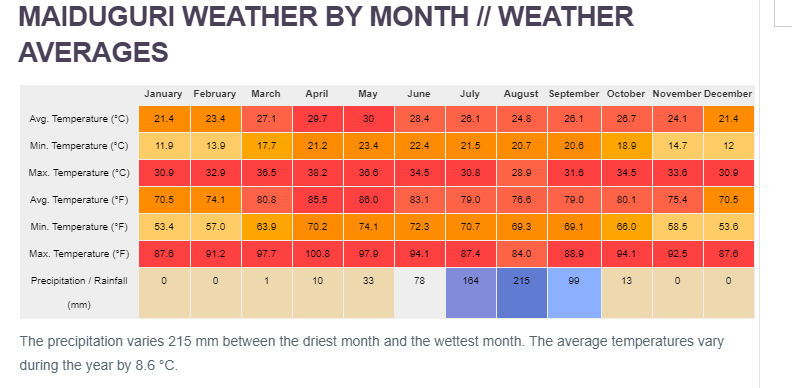 MAIDUGURI WEATHER BY MONTH // WEATHER
AVERAGES
January February March April May June July August September October November December
Avg. Temperature (°C) 21.4 23.4 27.1 29.7 30 28.4 26.1 24.8 26.1 26.7 24.1 21.4
Min. Temperature (°C) 11.9 13.9 17.7 21.2 23.4 22.4 21.5 20.7 20.6 18.9 14.7 12
Max. Temperature (°C) 30.9 32.9 36.5 38.2 36.6 34.5 30.8 28.9 31.6 34.5 33.6 30.9
Avg. Temperature (°F) 70.5 74.1 80.8 85.5 86.0 83.1 79.0 76.6 79.0 80.1 75.4 70.5
Min. Temperature (°F) 53.4 57.0 63.9 70.2 74.1 72.3 70.7 69.3 69.1 66.0 58.5 53.6
Max. Temperature (°F) 87.6 91.2 97.7 100.8 97.9 94.1 87.4 84.0 88.9 94.1 92.5 87.6
Precipitation / Rainfall 0 0 1 10 33 78 164 215 99 13 0 0
(mm)
The precipitation varies 215 mm between the driest month and the wettest month. The average temperatures vary
during the year by 8.6 °C.